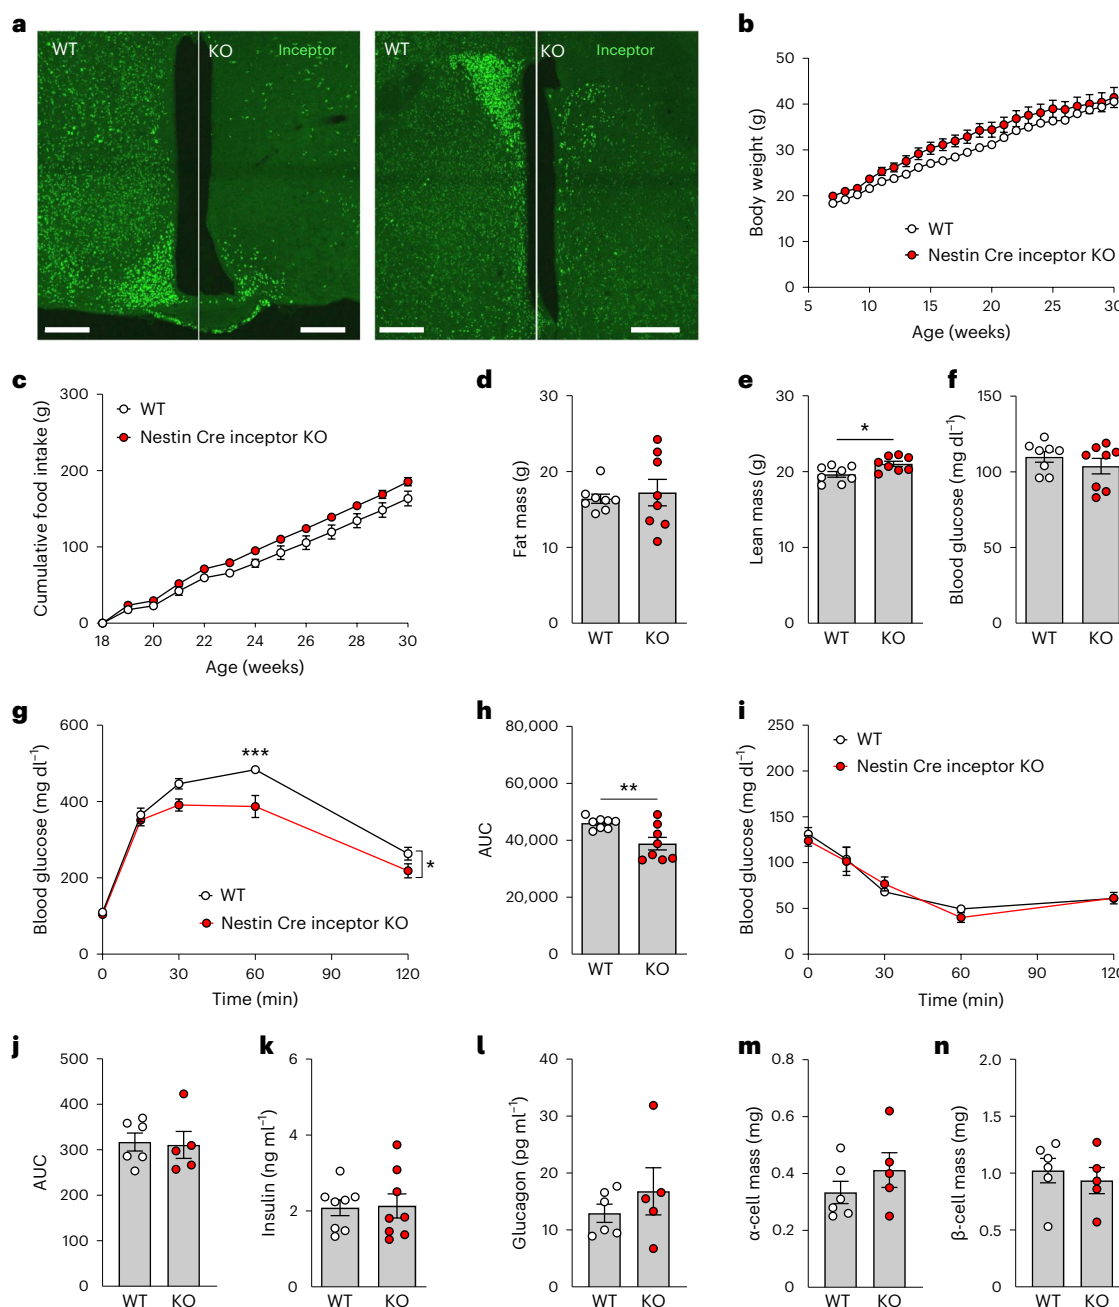 a
WT
KO
Inceptor
WT
KO
Inceptor
b
50
40
30
20
10
0
Body weight (g)
WT
Nestin Cre inceptor KO
5
10
15
20
25
30
Age (weeks)
c
300
200
100
0
Cumulative food intake (g)
WT
Nestin Cre inceptor KO
18
20
22
24
26
28
30
Age (weeks)
d
30
20
10
0
Fat mass (g)
WT
KO
e
30
20
10
0
Lean mass (g)
*
WT
KO
f
150
100
50
0
Blood glucose (mg dl⁻¹)
WT
KO
g
600
400
200
0
Blood glucose (mg dl⁻¹)
***
*
WT
Nestin Cre inceptor KO
0
30
60
90
120
Time (min)
h
80,000
60,000
40,000
20,000
0
AUC
**
WT
KO
i
250
200
150
100
50
0
Blood glucose (mg dl⁻¹)
WT
Nestin Cre inceptor KO
0
30
60
90
120
Time (min)
j
500
400
300
200
100
0
AUC
WT
KO
k
6
4
2
0
Insulin (ng ml⁻¹)
WT
KO
l
40
30
20
10
0
Glucagon (pg ml⁻¹)
WT
KO
m
0.8
0.6
0.4
0.2
0
α-cell mass (mg)
WT
KO
n
2.0
1.5
1.0
0.5
0
β-cell mass (mg)
WT
KO